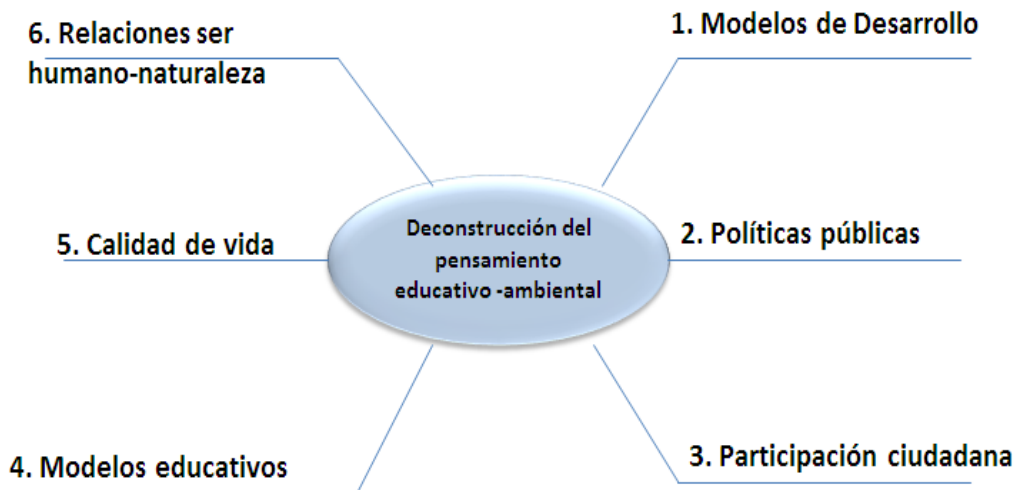 6. Relaciones ser
humano-naturaleza
1. Modelos de Desarrollo
5. Calidad de vida
Deconstrucción del
pensamiento
educativo -ambiental
2. Políticas públicas
4. Modelos educativos
3. Participación ciudadana